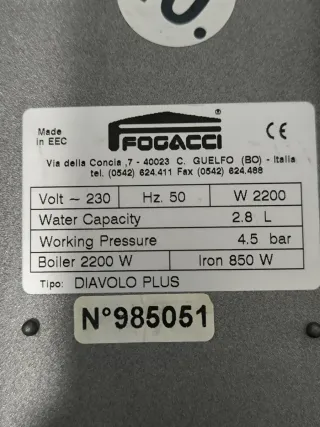 Made
in EEC
FOGACCI ®
CE
Via della Concia ,7 - 40023 C. GUELFO (BO) - Italia
tel. (0542) 624.411 Fax (0542) 624.488
Volt ~ 230 Hz. 50 W 2200
Water Capacity 2.8 L
Working Pressure 4.5 bar
Boiler 2200 W Iron 850 W
Tipo: DIAVOLO PLUS
N°985051